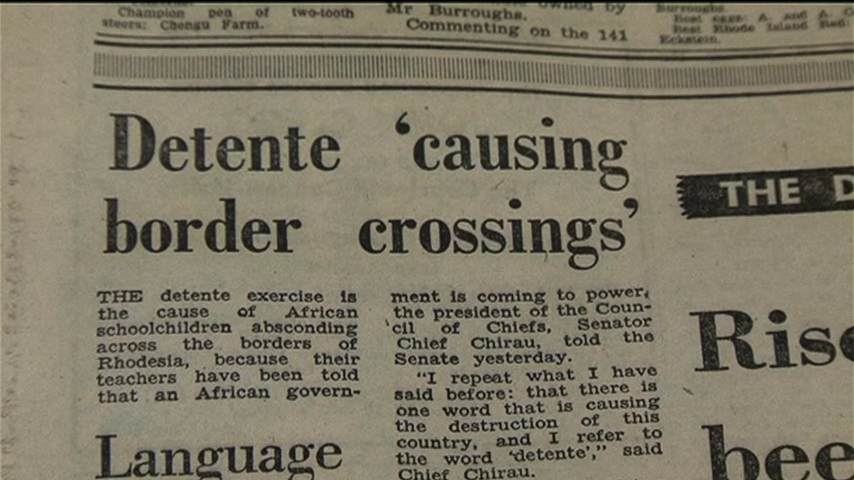 Champion pen of two-tooth
steers: Chengu Farm.
Mr Burroughs.
Commenting on the 141
Burroughs.
Best Rhode Island Red:
Eckstein.
Detente 'causing
border crossings'
THE detente exercise is
the cause of African
schoolchildren absconding
across the borders of
Rhodesia, because their
teachers have been told
that an African govern-
ment is coming to power,
the president of the Coun-
cil of Chiefs, Senator
Chief Chirau, told the
Senate yesterday.
"I repeat what I have
said before: that there is
one word that is causing
the destruction of this
country, and I refer to
the word 'detente'," said
Chief Chirau.
Language
THE D
Rise
bee